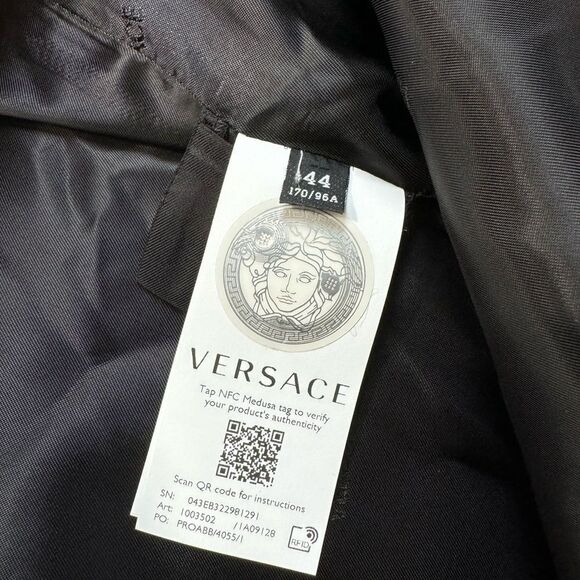 44
170/96A
VERSACE
Tap NFC Medusa tag to verify
your product's authenticity
Scan QR code for instructions
SN: 043EB322981291
Art: 1003502 /1A09128
PO: PROABB/4055/1
RFID